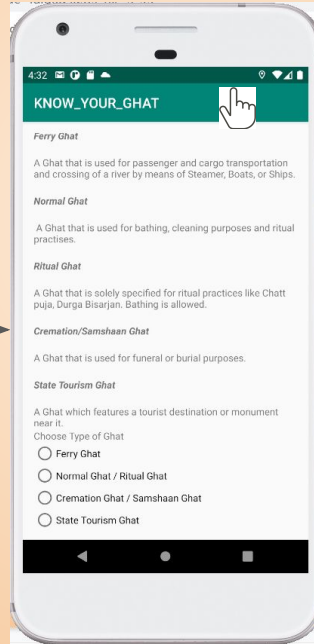 4:32
KNOW_YOUR_GHAT
Ferry Ghat
A Ghat that is used for passenger and cargo transportation
and crossing of a river by means of Steamer, Boats, or Ships.
Normal Ghat
A Ghat that is used for bathing, cleaning purposes and ritual
practises.
Ritual Ghat
A Ghat that is solely specified for ritual practices like Chatt
puja, Durga Bisarjan. Bathing is allowed.
Cremation/Samshaan Ghat
A Ghat that is used for funeral or burial purposes.
State Tourism Ghat
A Ghat which features a tourist destination or monument
near it.
Choose Type of Ghat
Ferry Ghat
Normal Ghat / Ritual Ghat
Cremation Ghat / Samshaan Ghat
State Tourism Ghat